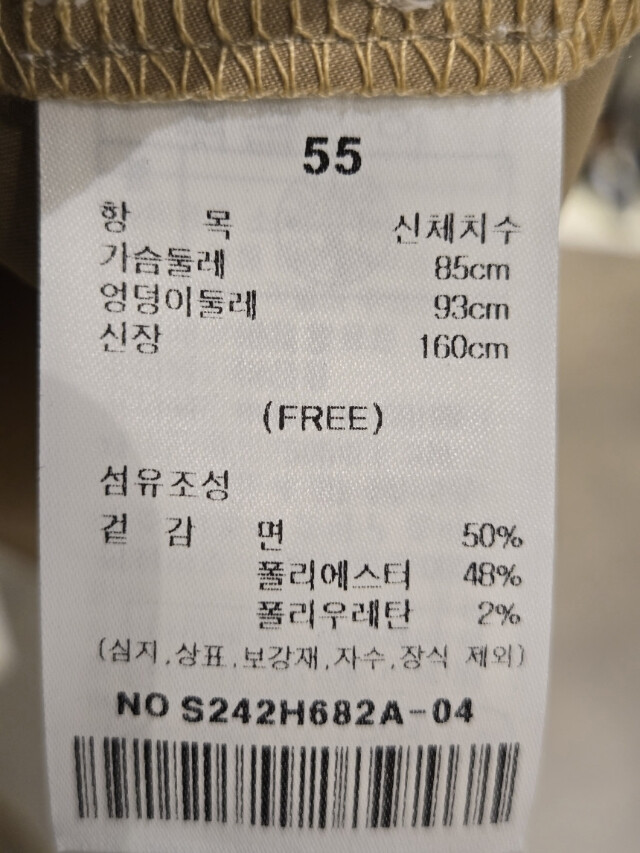 55
항 목 신체치수
가슴둘레 85cm
엉덩이둘레 93cm
신장 160cm
(FREE)
섬유조성
겉 감 면 50%
폴리에스터 48%
폴리우레탄 2%
(심지,상표,보강재,자수,장식 제외)
NO S242H682A-04